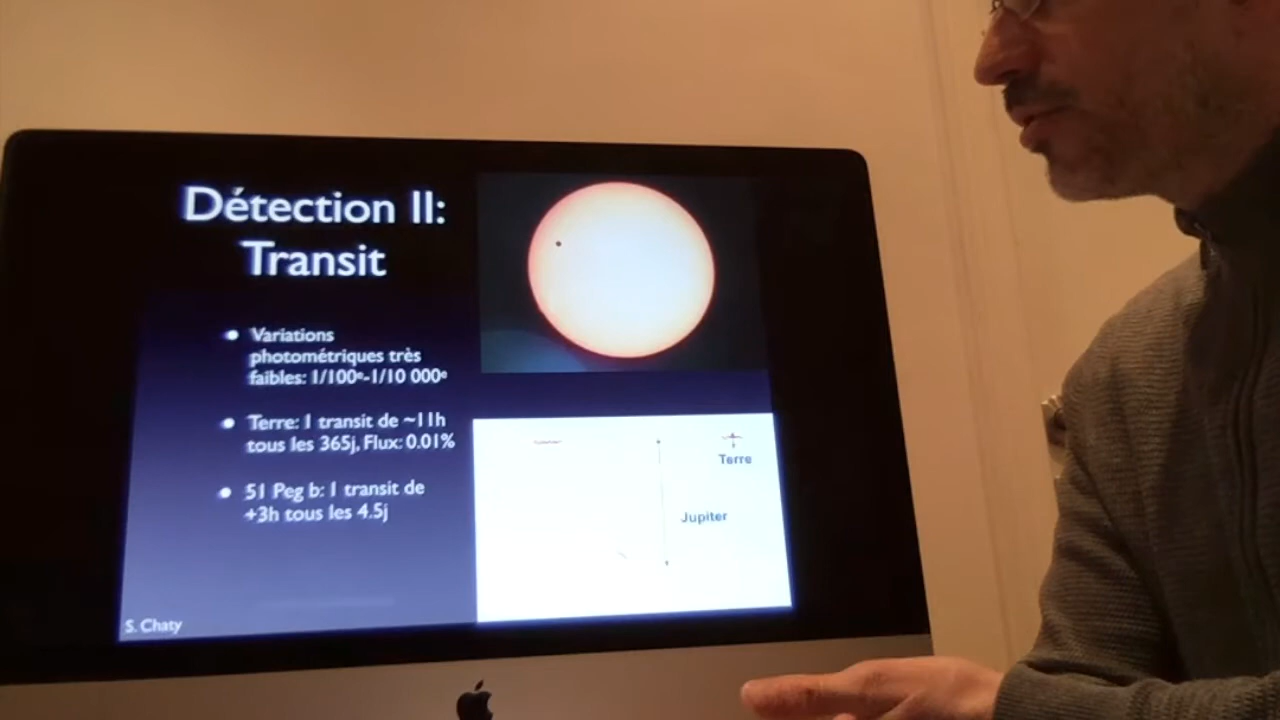 Détection II:
Transit
Variations
photométriques très
faibles: 1/100e-1/10 000e
Terre: 1 transit de ~11h
tous les 365j, Flux: 0.01%
51 Peg b: 1 transit de
+3h tous les 4.5j
Terre
Jupiter
S. Chaty